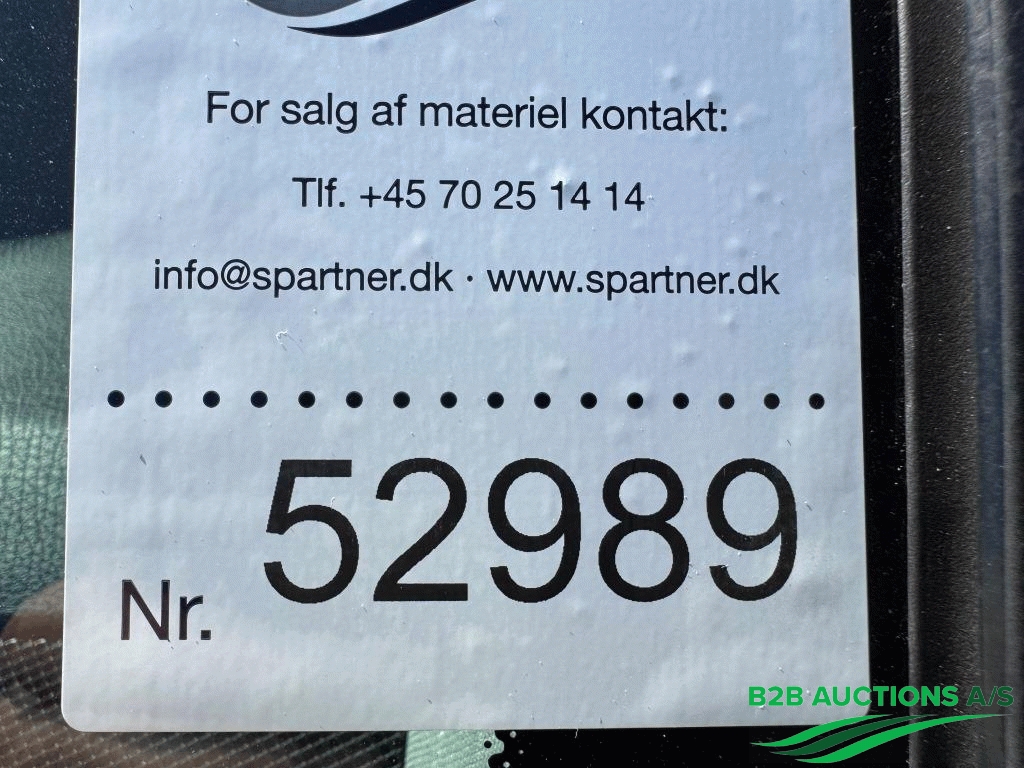 For salg af materiel kontakt:
Tlf. +45 70 25 14 14
info@spartner.dk · www.spartner.dk
Nr. 52989
B2B AUCTIONS A/S